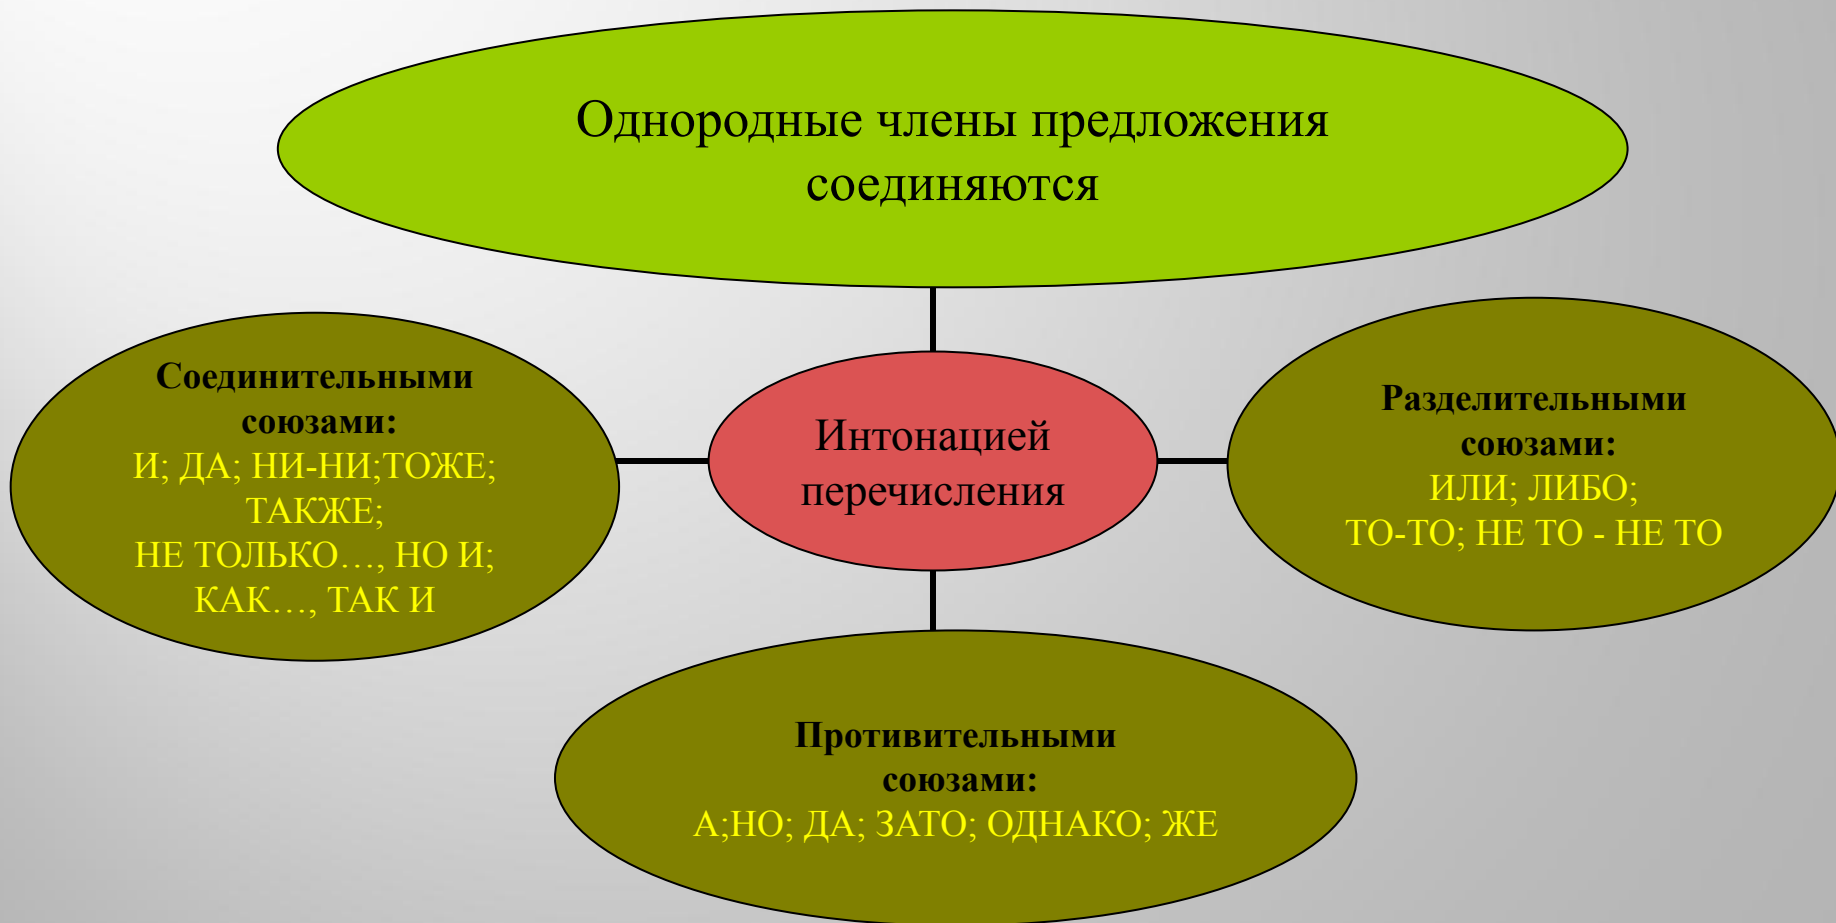 Однородные члены предложения
соединяются
Соединительными
союзами:
И; ДА; НИ-НИ;ТОЖЕ;
ТАКЖЕ;
НЕ ТОЛЬКО…, НО И;
КАК…, ТАК И
Интонацией
перечисления
Разделительными
союзами:
ИЛИ; ЛИБО;
ТО-ТО; НЕ ТО - НЕ ТО
Противительными
союзами:
А;НО; ДА; ЗАТО; ОДНАКО; ЖЕ